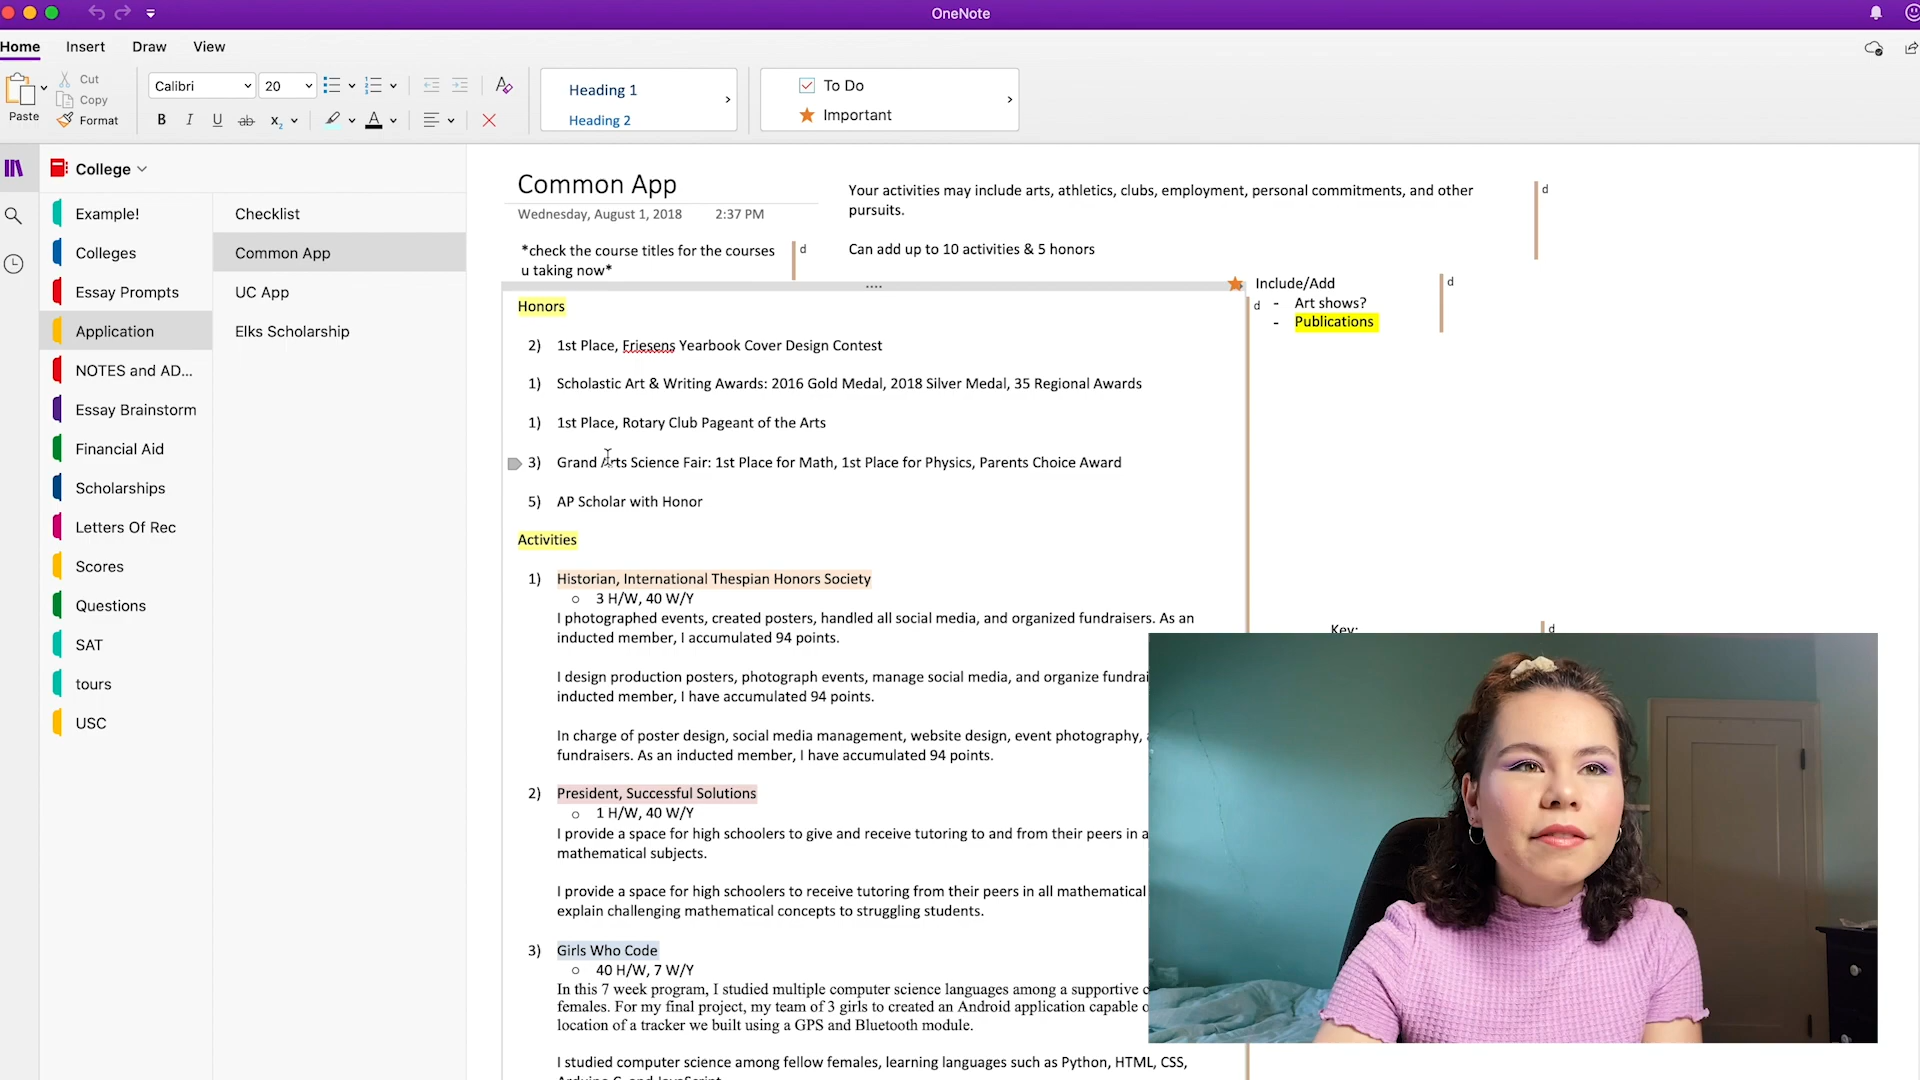 OneNote
Home Insert Draw View
Paste
Cut
Copy
Format
Calibri 20
B I U ab x2 A
Heading 1
Heading 2
To Do
Important
College
Example!
Colleges
Essay Prompts
Application
NOTES and AD...
Essay Brainstorm
Financial Aid
Scholarships
Letters Of Rec
Scores
Questions
SAT
tours
USC
Checklist
Common App
UC App
Elks Scholarship
Common App
Wednesday, August 1, 2018 2:37 PM
*check the course titles for the courses
u taking now*
d
Your activities may include arts, athletics, clubs, employment, personal commitments, and other
pursuits.
Can add up to 10 activities & 5 honors
d
Include/Add
- Art shows?
- Publications
d
d
Honors
2) 1st Place, Friesens Yearbook Cover Design Contest
1) Scholastic Art & Writing Awards: 2016 Gold Medal, 2018 Silver Medal, 35 Regional Awards
1) 1st Place, Rotary Club Pageant of the Arts
3) Grand Arts Science Fair: 1st Place for Math, 1st Place for Physics, Parents Choice Award
5) AP Scholar with Honor
Activities
1) Historian, International Thespian Honors Society
3 H/W, 40 W/Y
I photographed events, created posters, handled all social media, and organized fundraisers. As an
inducted member, I accumulated 94 points.
I design production posters, photograph events, manage social media, and organize fundrai
inducted member, I have accumulated 94 points.
In charge of poster design, social media management, website design, event photography,
fundraisers. As an inducted member, I have accumulated 94 points.
2) President, Successful Solutions
1 H/W, 40 W/Y
I provide a space for high schoolers to give and receive tutoring to and from their peers in a
mathematical subjects.
I provide a space for high schoolers to receive tutoring from their peers in all mathematical
explain challenging mathematical concepts to struggling students.
3) Girls Who Code
40 H/W, 7 W/Y
In this 7 week program, I studied multiple computer science languages among a supportive c
females. For my final project, my team of 3 girls to created an Android application capable o
location of a tracker we built using a GPS and Bluetooth module.
I studied computer science among fellow females, learning languages such as Python, HTML, CSS,
Arduino C, and JavaScript
Key:
d